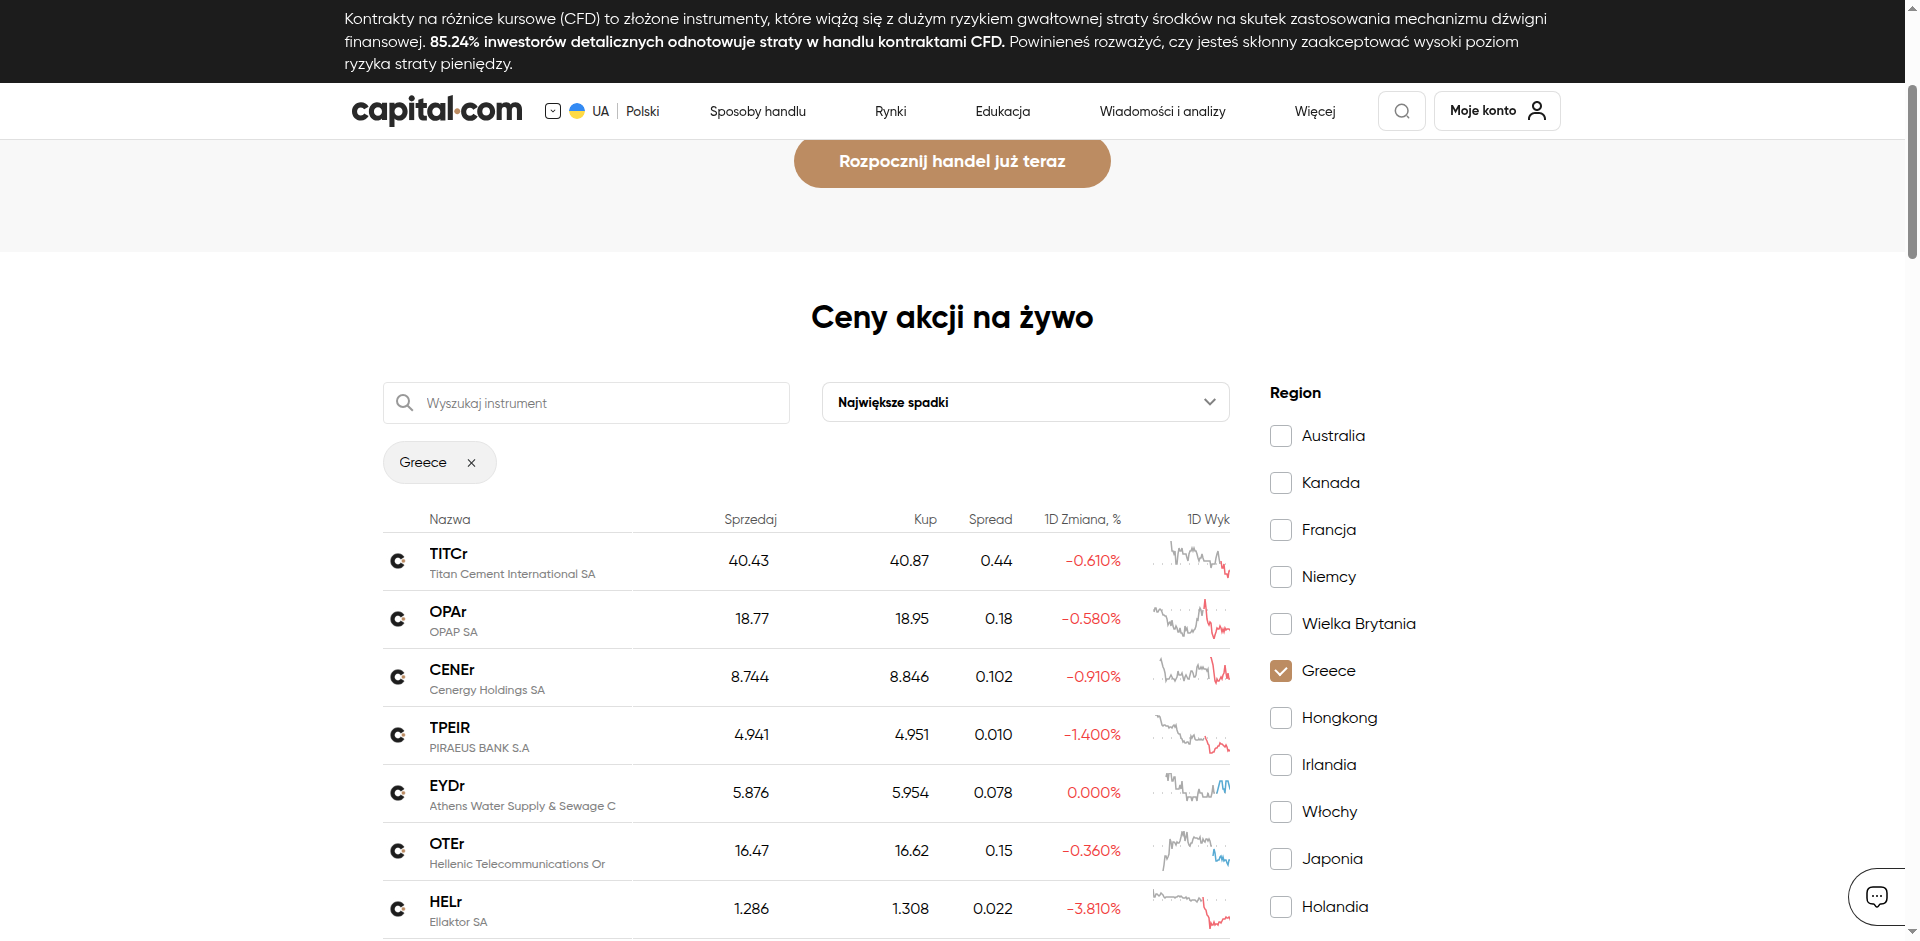 Kontrakty na różnice kursowe (CFD) to złożone instrumenty, które wiążą się z dużym ryzykiem gwałtownej straty środków na skutek zastosowania mechanizmu dźwigni
finansowej. 85.24% inwestorów detalicznych odnotowuje straty w handlu kontraktami CFD. Powinieneś rozważyć, czy jesteś skłonny zaakceptować wysoki poziom
ryzyka straty pieniędzy.
capital.com UA Polski Sposoby handlu Rynki Edukacja Wiadomości i analizy Więcej Moje konto
Rozpocznij handel już teraz
Ceny akcji na żywo
Wyszukaj instrument
Największe spadki
Greece
Nazwa Sprzedaj Kup Spread 1D Zmiana, % 1D Wyk
TITCr 40.43 40.87 0.44 -0.610%
Titan Cement International SA
OPAr 18.77 18.95 0.18 -0.580%
OPAP SA
CENEr 8.744 8.846 0.102 -0.910%
Cenergy Holdings SA
TPEIR 4.941 4.951 0.010 -1.400%
PIRAEUS BANK S.A
EYDr 5.876 5.954 0.078 0.000%
Athens Water Supply & Sewage C
OTEr 16.47 16.62 0.15 -0.360%
Hellenic Telecommunications Or
HELr 1.286 1.308 0.022 -3.810%
Ellaktor SA
Region
Australia
Kanada
Francja
Niemcy
Wielka Brytania
Greece
Hongkong
Irlandia
Włochy
Japonia
Holandia